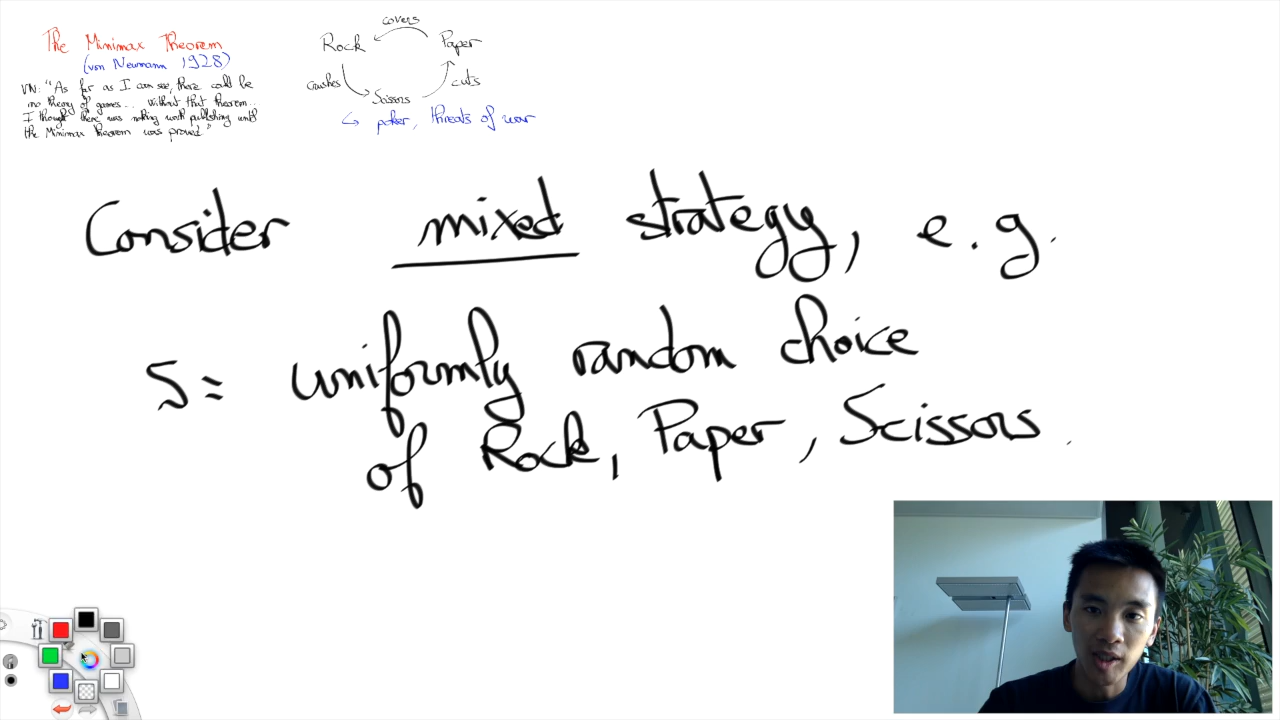 The Minimax Theorem
(von Neumann 1928)
VN: "As far as I can see, there could be
no theory of games... without that theorem...
I thought there was nothing worth publishing until
the Minimax Theorem was proved"
covers
Rock
Paper
crushes
cuts
Scissors
↳ poker, threats of war
Consider mixed strategy, e.g.
S= uniformly random choice
of Rock, Paper, Scissors.